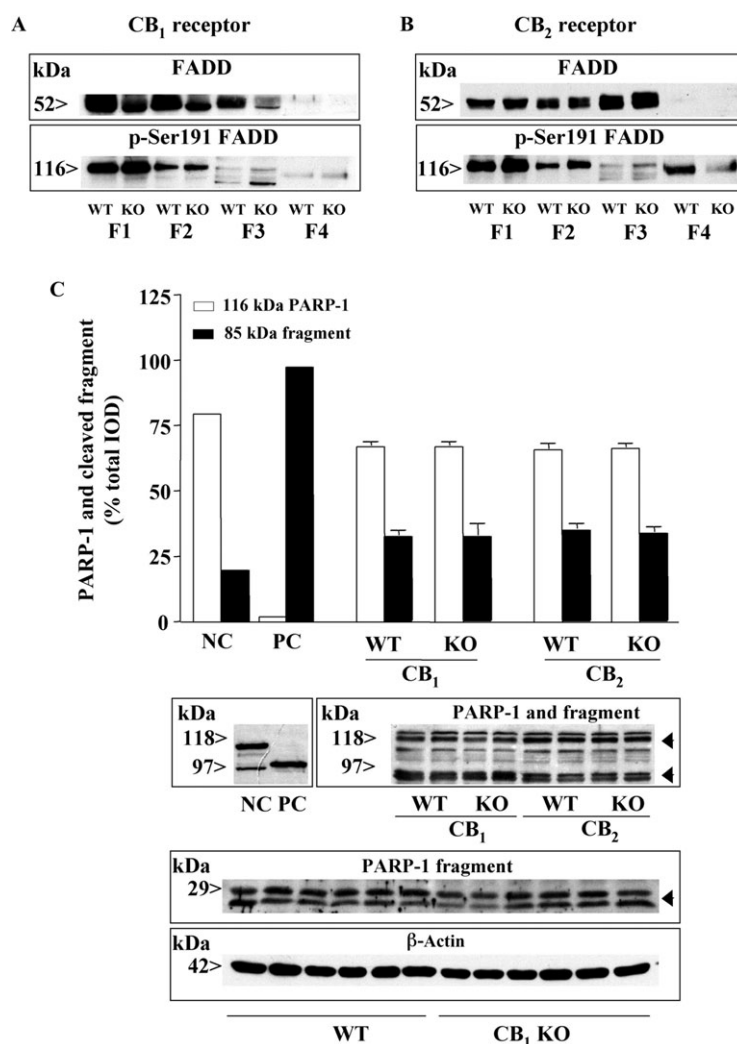 A CB₁ receptor
kDa FADD
52>
p-Ser191 FADD
116>
WT KO WT KO WT KO WT KO
F1 F2 F3 F4
B CB₂ receptor
kDa FADD
52>
p-Ser191 FADD
116>
WT KO WT KO WT KO WT KO
F1 F2 F3 F4
C
PARP-1 and cleaved fragment
(% total IOD)
125
100
75
50
25
0
116 kDa PARP-1
85 kDa fragment
NC PC WT KO WT KO
CB₁ CB₂
kDa
118>
97>
NC PC
kDa PARP-1 and fragment
118>
97>
WT KO WT KO
CB₁ CB₂
kDa PARP-1 fragment
29>
kDa β-Actin
42>
WT CB₁ KO